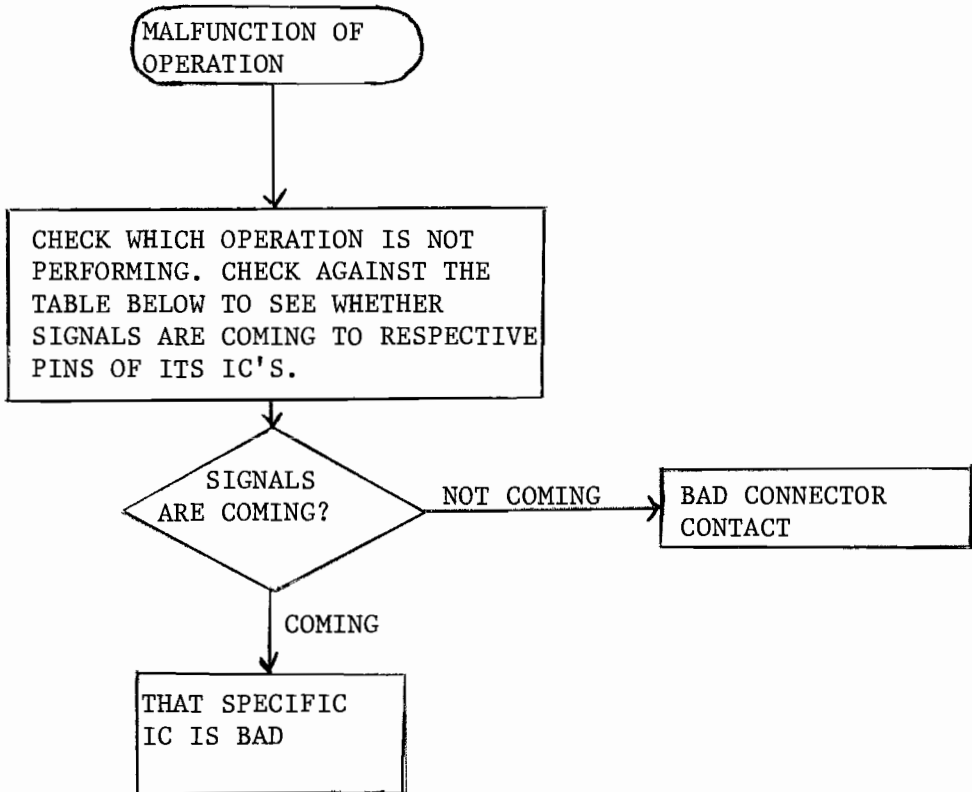 MALFUNCTION OF
OPERATION
CHECK WHICH OPERATION IS NOT
PERFORMING. CHECK AGAINST THE
TABLE BELOW TO SEE WHETHER
SIGNALS ARE COMING TO RESPECTIVE
PINS OF ITS IC'S.
SIGNALS
ARE COMING?
NOT COMING
BAD CONNECTOR
CONTACT
COMING
THAT SPECIFIC
IC IS BAD